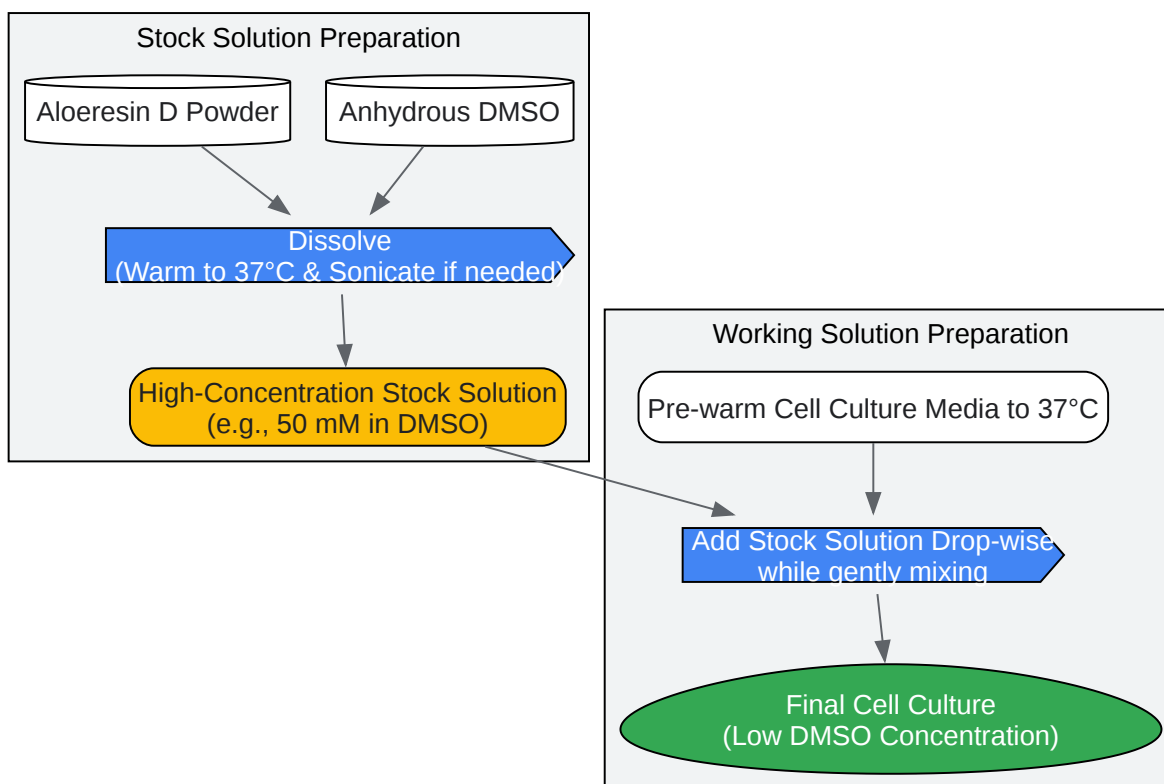 Stock Solution Preparation
Aloeresin D Powder
Anhydrous DMSO
Dissolve
(Warm to 37°C & Sonicate if needed)
High-Concentration Stock Solution
(e.g., 50 mM in DMSO)
Working Solution Preparation
Pre-warm Cell Culture Media to 37°C
Add Stock Solution Drop-wise
while gently mixing
Final Cell Culture
(Low DMSO Concentration)